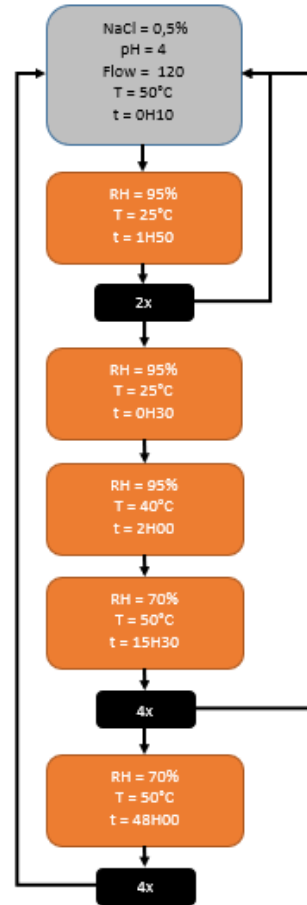 NaCl = 0,5%
pH = 4
Flow = 120
T = 50°C
t = 0H10
RH = 95%
T = 25°C
t = 1H50
2x
RH = 95%
T = 25°C
t = 0H30
RH = 95%
T = 40°C
t = 2H00
RH = 70%
T = 50°C
t = 15H30
4x
RH = 70%
T = 50°C
t = 48H00
4x